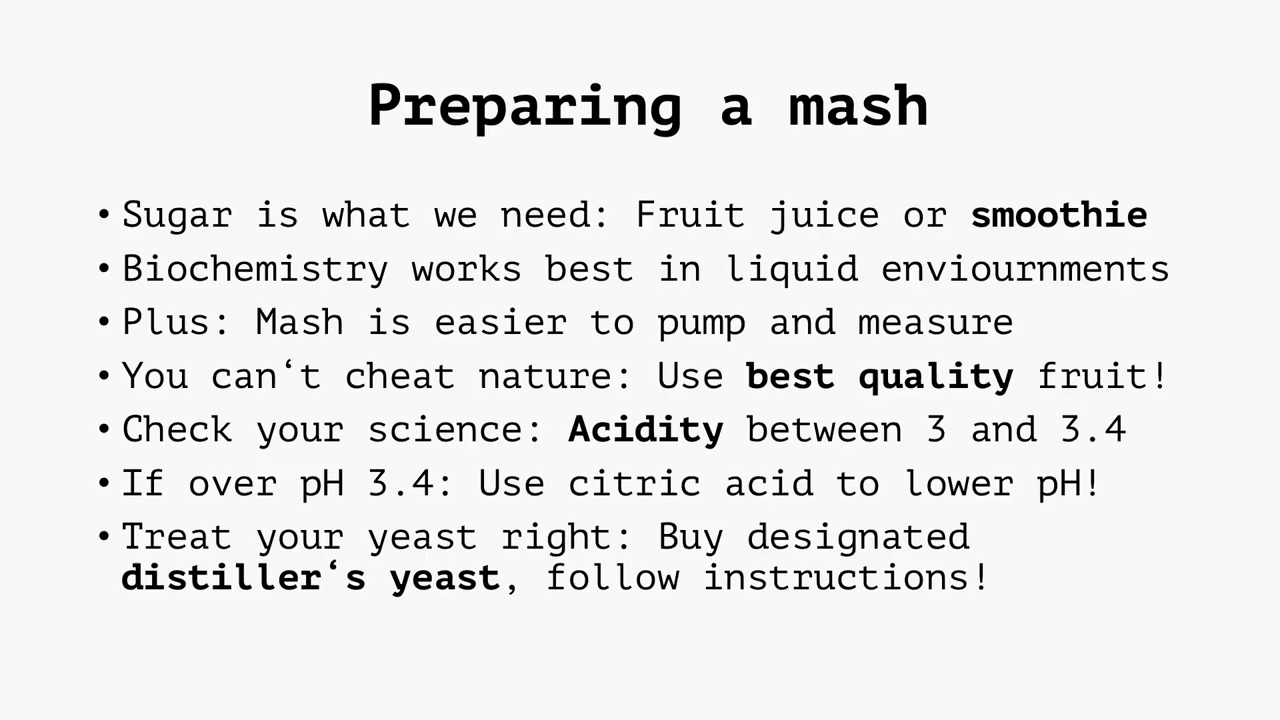 Preparing a mash
• Sugar is what we need: Fruit juice or smoothie
• Biochemistry works best in liquid enviournments
• Plus: Mash is easier to pump and measure
• You can‘t cheat nature: Use best quality fruit!
• Check your science: Acidity between 3 and 3.4
• If over pH 3.4: Use citric acid to lower pH!
• Treat your yeast right: Buy designated
distiller‘s yeast, follow instructions!